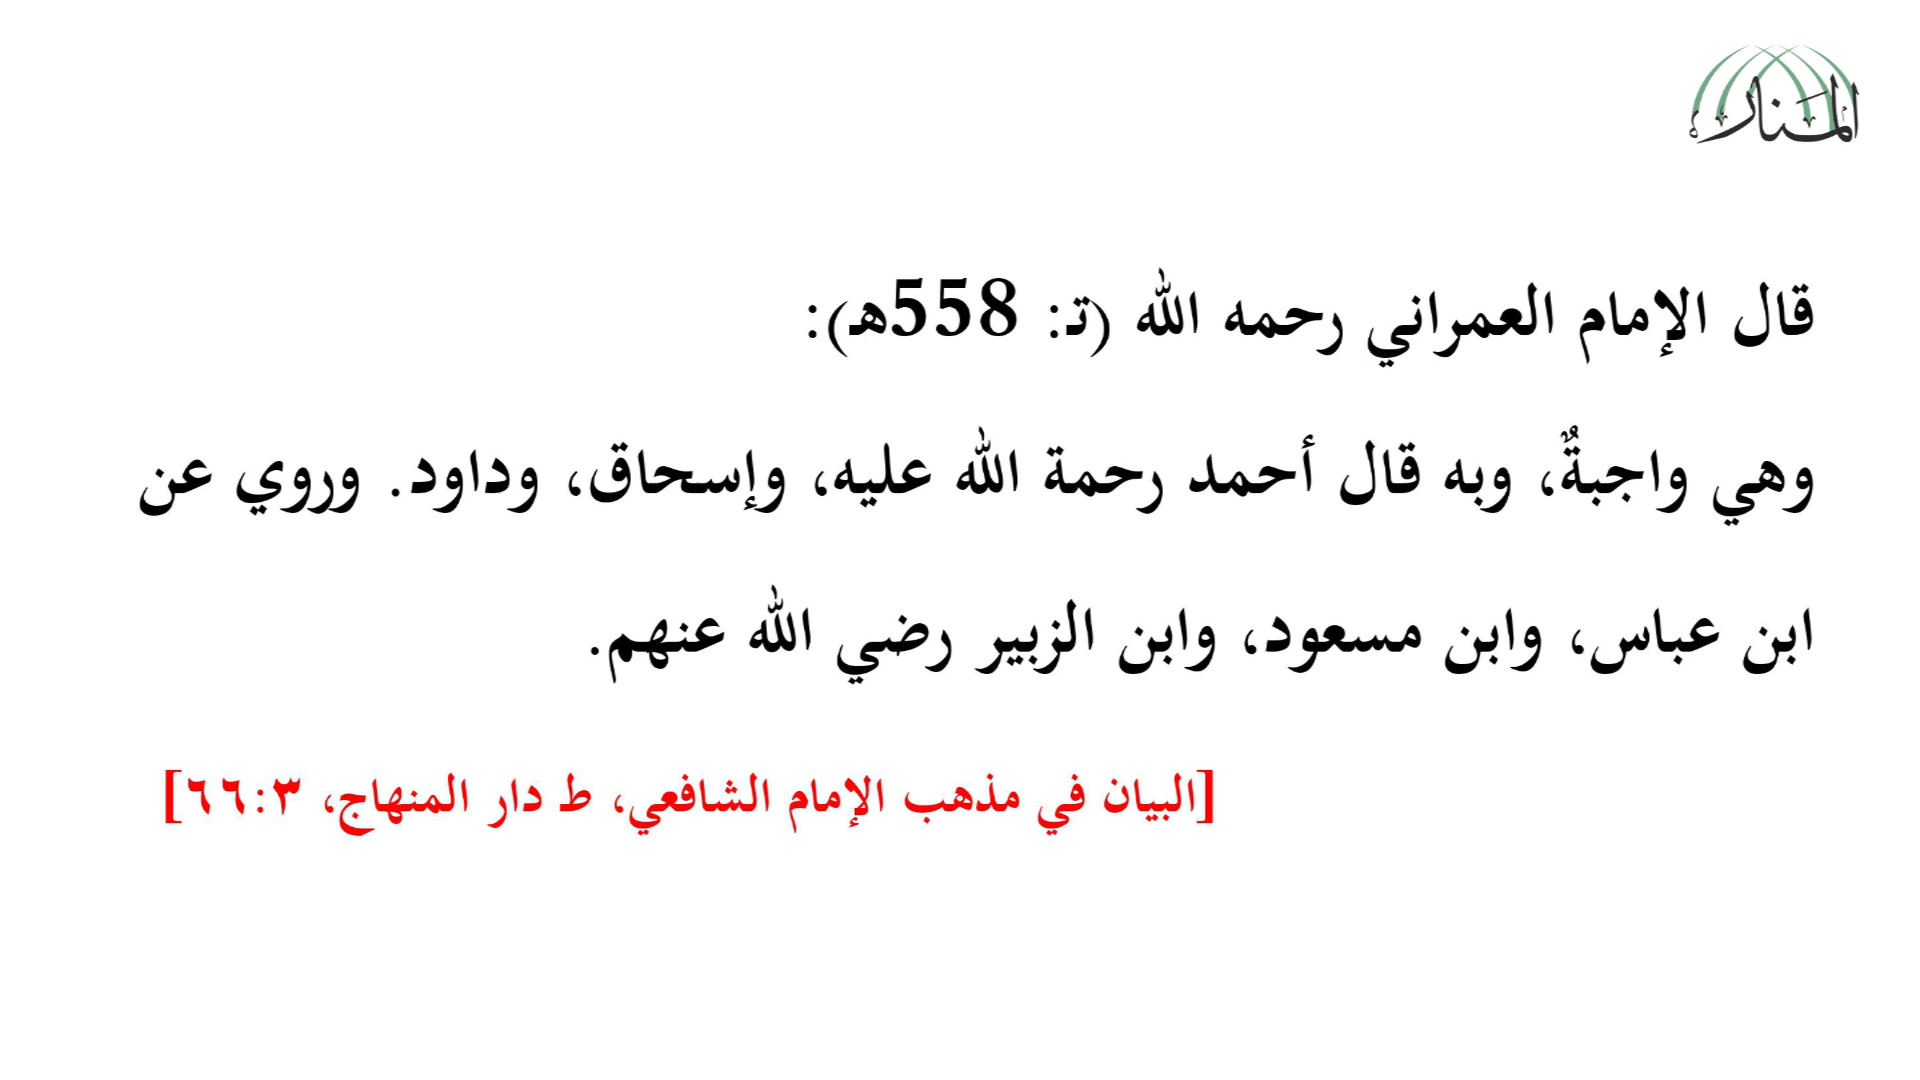 المنار
قال الإمام العمراني رحمه الله (تـ: 558هـ):
وهي واجبةٌ، وبه قال أحمد رحمة الله عليه، وإسحاق، وداود. وروي عن
ابن عباس، وابن مسعود، وابن الزبير رضي الله عنهم.
[البيان في مذهب الإمام الشافعي، ط دار المنهاج، ٣:٦٦]